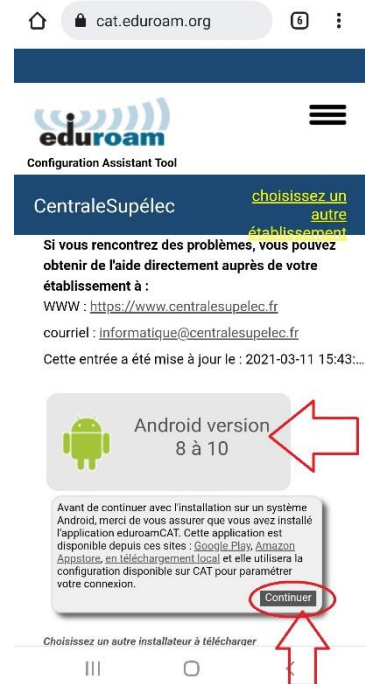 cat.eduroam.org
6
eduroam
Configuration Assistant Tool
CentraleSupélec
choisissez un
autre
établissement
Si vous rencontrez des problèmes, vous pouvez
obtenir de l'aide directement auprès de votre
établissement à :
WWW : https://www.centralesupelec.fr
courriel : informatique@centralesupelec.fr
Cette entrée a été mise à jour le : 2021-03-11 15:43:...
Android version
8 à 10
Avant de continuer avec l'installation sur un système
Android, merci de vous assurer que vous avez installé
l'application eduroamCAT. Cette application est
disponible depuis ces sites : Google Play, Amazon
Appstore, en téléchargement local et elle utilisera la
configuration disponible sur CAT pour paramétrer
votre connexion.
Continuer
Choisissez un autre installateur à télécharger